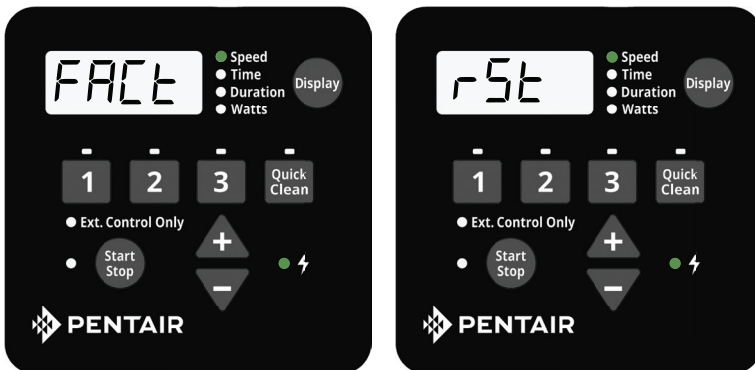 FACt
Speed
Time
Duration
Watts
Display
1 2 3 Quick Clean
Ext. Control Only
Start Stop
+
−
PENTAIR
rSt
Speed
Time
Duration
Watts
Display
1 2 3 Quick Clean
Ext. Control Only
Start Stop
+
−
PENTAIR